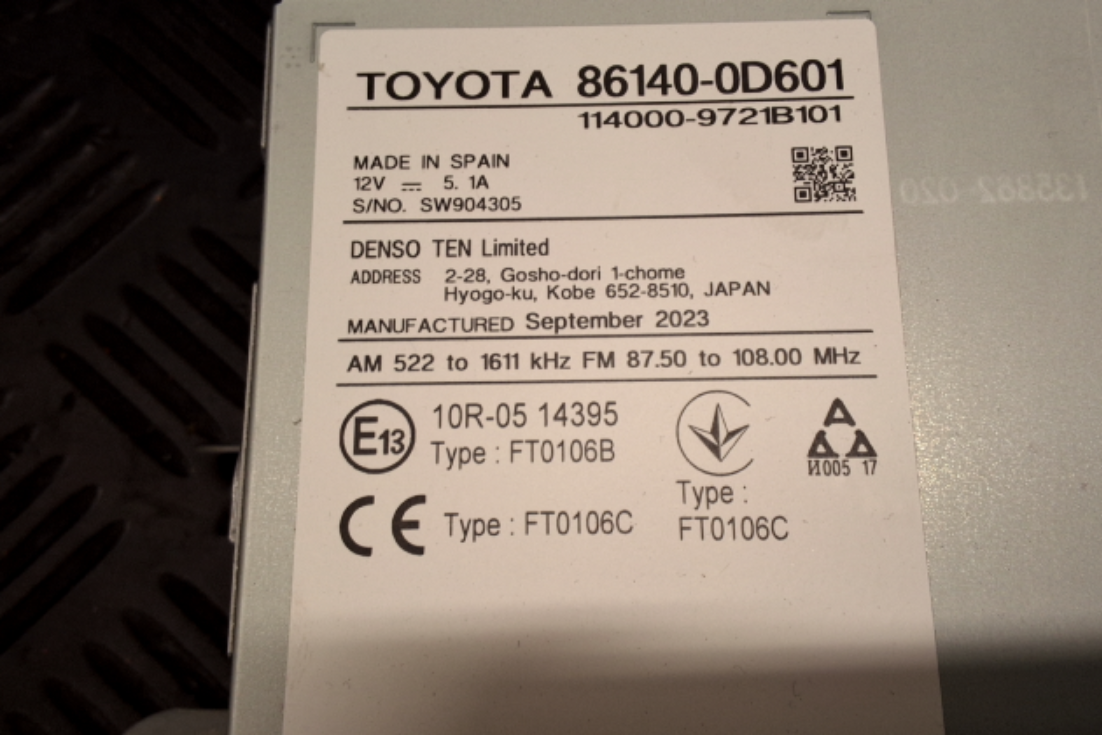 TOYOTA 86140-0D601
114000-9721B101
MADE IN SPAIN
12V ⎓ 5. 1A
S/NO. SW904305
DENSO TEN Limited
ADDRESS 2-28, Gosho-dori 1-chome
Hyogo-ku, Kobe 652-8510, JAPAN
MANUFACTURED September 2023
AM 522 to 1611 kHz FM 87.50 to 108.00 MHz
E13 10R-05 14395
Type : FT0106B
A
A A
И005 17
CE Type : FT0106C
Type :
FT0106C
135862-020